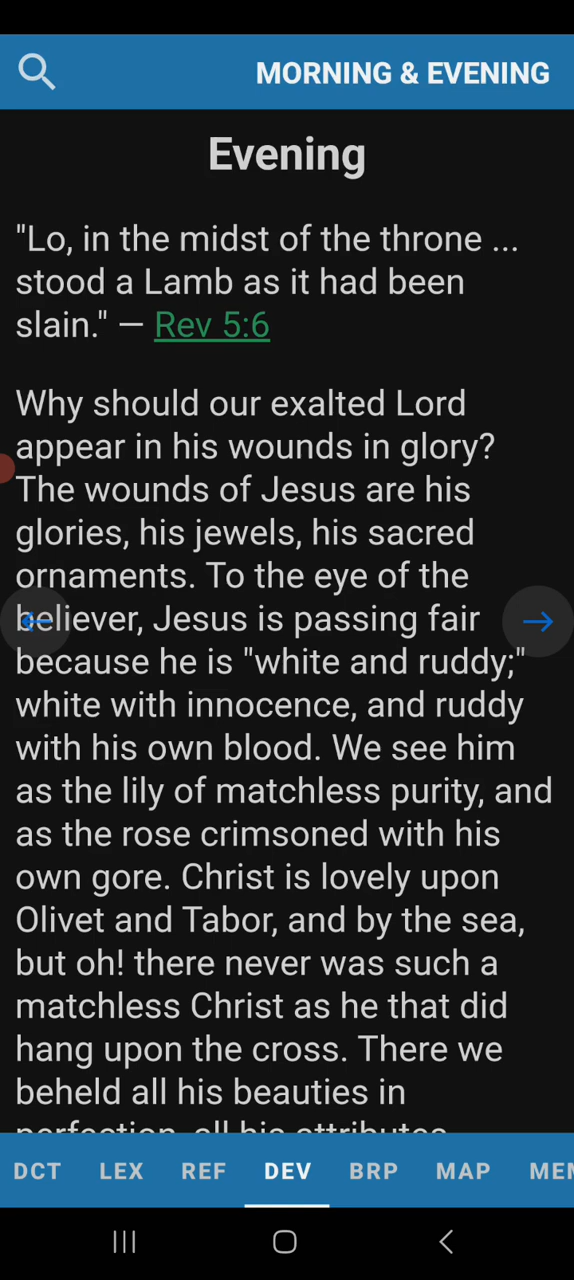 MORNING & EVENING
Evening
"Lo, in the midst of the throne ...
stood a Lamb as it had been
slain." — Rev 5:6
Why should our exalted Lord
appear in his wounds in glory?
The wounds of Jesus are his
glories, his jewels, his sacred
ornaments. To the eye of the
believer, Jesus is passing fair
because he is "white and ruddy;"
white with innocence, and ruddy
with his own blood. We see him
as the lily of matchless purity, and
as the rose crimsoned with his
own gore. Christ is lovely upon
Olivet and Tabor, and by the sea,
but oh! there never was such a
matchless Christ as he that did
hang upon the cross. There we
beheld all his beauties in
perfection, all his attributes
DCT LEX REF DEV BRP MAP MEM